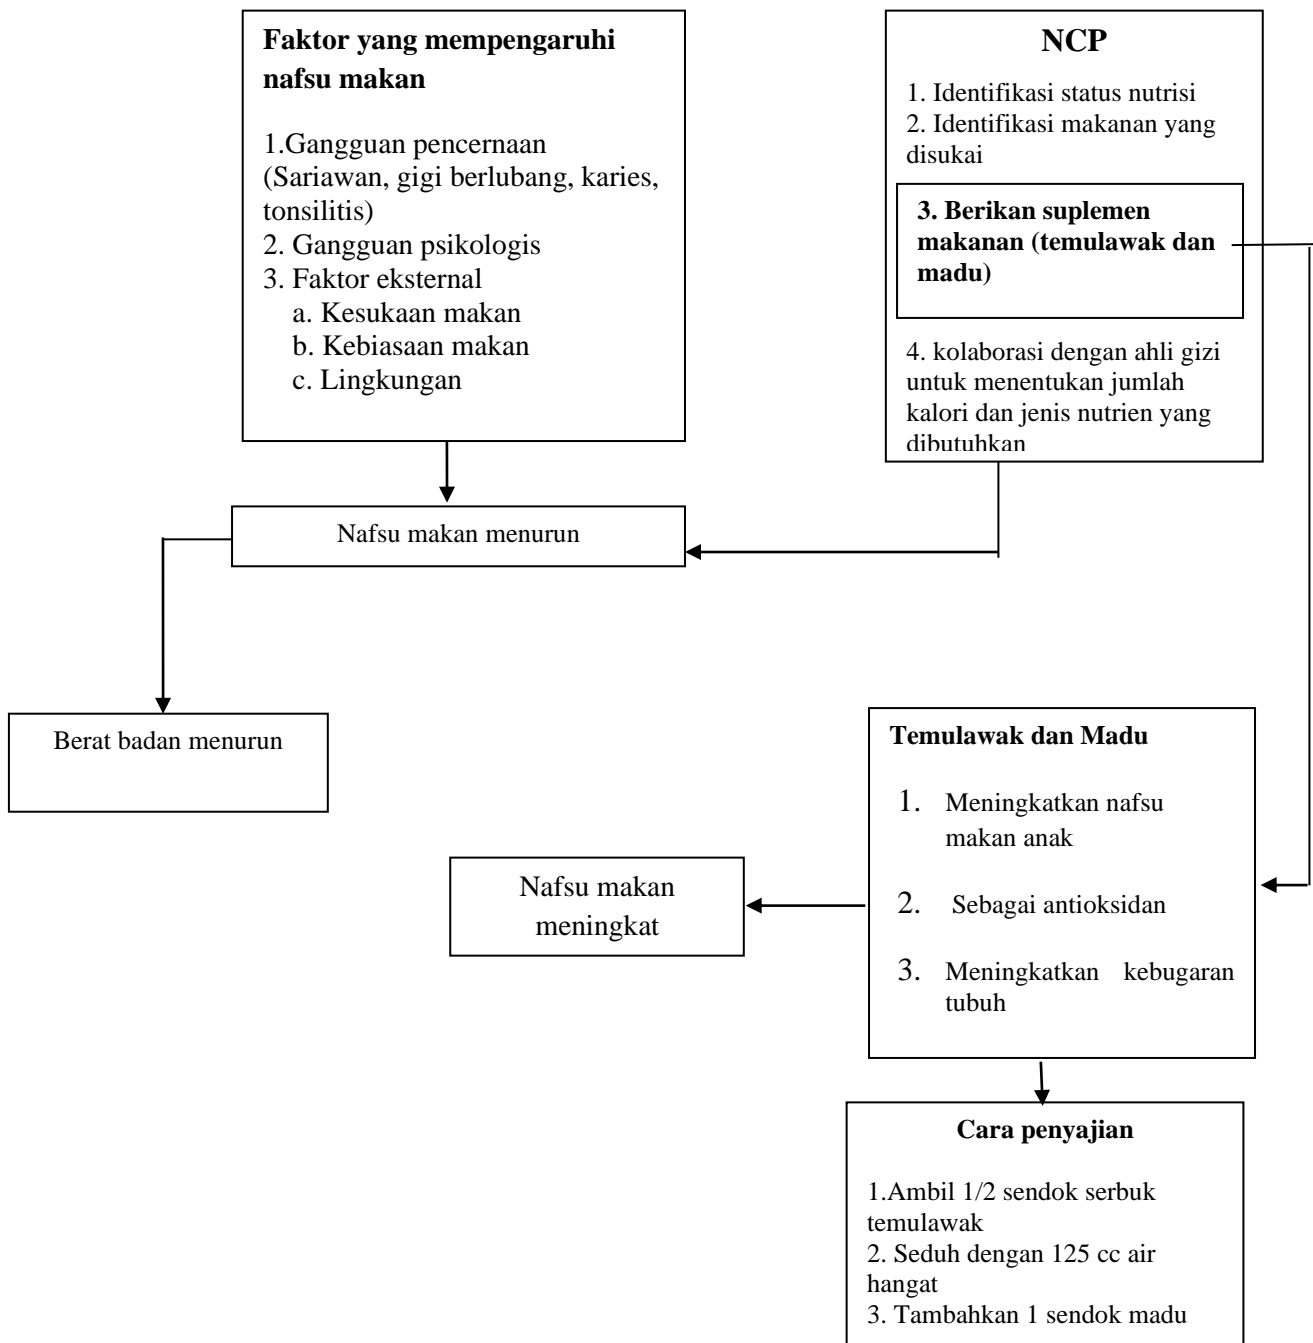 Faktor yang mempengaruhi
nafsu makan
1.Gangguan pencernaan
(Sariawan, gigi berlubang, karies,
tonsilitis)
2. Gangguan psikologis
3. Faktor eksternal
a. Kesukaan makan
b. Kebiasaan makan
c. Lingkungan
NCP
1. Identifikasi status nutrisi
2. Identifikasi makanan yang
disukai
3. Berikan suplemen
makanan (temulawak dan
madu)
4. kolaborasi dengan ahli gizi
untuk menentukan jumlah
kalori dan jenis nutrien yang
dibutuhkan
Nafsu makan menurun
Berat badan menurun
Temulawak dan Madu
1. Meningkatkan nafsu
makan anak
2. Sebagai antioksidan
3. Meningkatkan kebugaran
tubuh
Nafsu makan
meningkat
Cara penyajian
1.Ambil 1/2 sendok serbuk
temulawak
2. Seduh dengan 125 cc air
hangat
3. Tambahkan 1 sendok madu